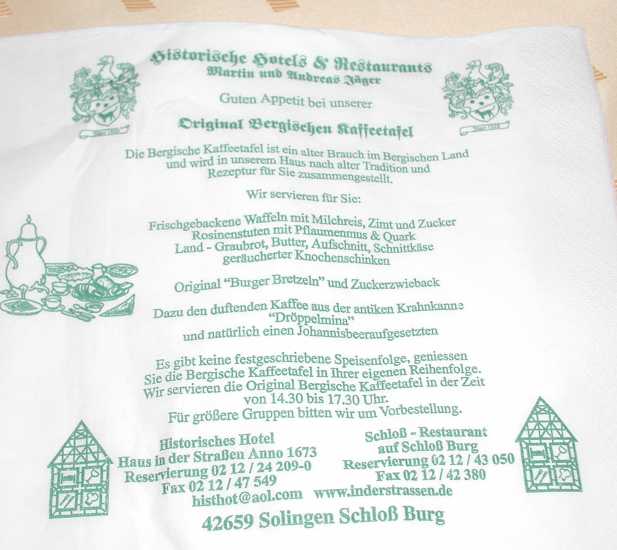 Historische Hotels & Restaurants
Martin und Andreas Jäger
Guten Appetit bei unserer
Original Bergischen Kaffeetafel
Die Bergische Kaffeetafel ist ein alter Brauch im Bergischen Land
und wird in unserem Haus nach alter Tradition und
Rezeptur für Sie zusammengestellt.
Wir servieren für Sie:
Frischgebackene Waffeln mit Milchreis, Zimt und Zucker
Rosinenstuten mit Pflaumenmus & Quark
Land - Graubrot, Butter, Aufschnitt, Schnittkäse
geräucherter Knochenschinken
Original "Burger Bretzeln" und Zuckerzwieback
Dazu den duftenden Kaffee aus der antiken Krahnkanne
"Dröppelmina"
und natürlich einen Johannisbeeraufgesetzten
Es gibt keine festgeschriebene Speisenfolge, geniessen
Sie die Bergische Kaffeetafel in Ihrer eigenen Reihenfolge.
Wir servieren die Original Bergische Kaffeetafel in der Zeit
von 14.30 bis 17.30 Uhr.
Für größere Gruppen bitten wir um Vorbestellung.
Historisches Hotel
Haus in der Straßen Anno 1673
Reservierung 02 12 / 24 209-0
Fax 02 12 / 47 549
Schloß - Restaurant
auf Schloß Burg
Reservierung 02 12 / 43 050
Fax 02 12 / 42 380
histhot@aol.com www.inderstrassen.de
42659 Solingen Schloß Burg